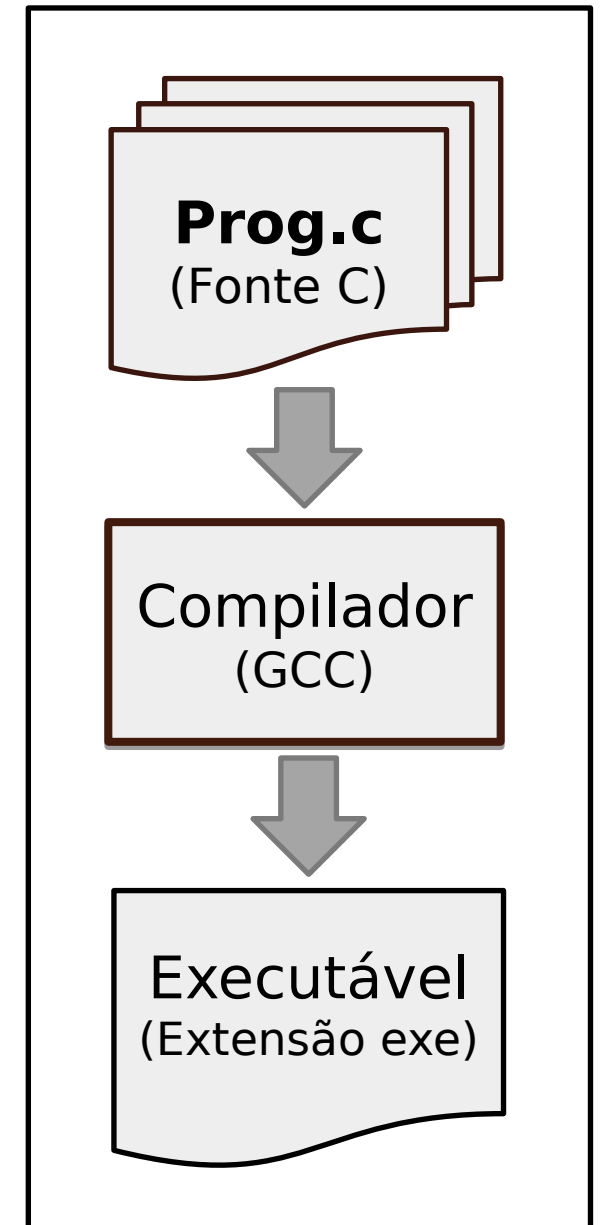 Prog.c
(Fonte C)
Compilador
(GCC)
Executável
(Extensão exe)